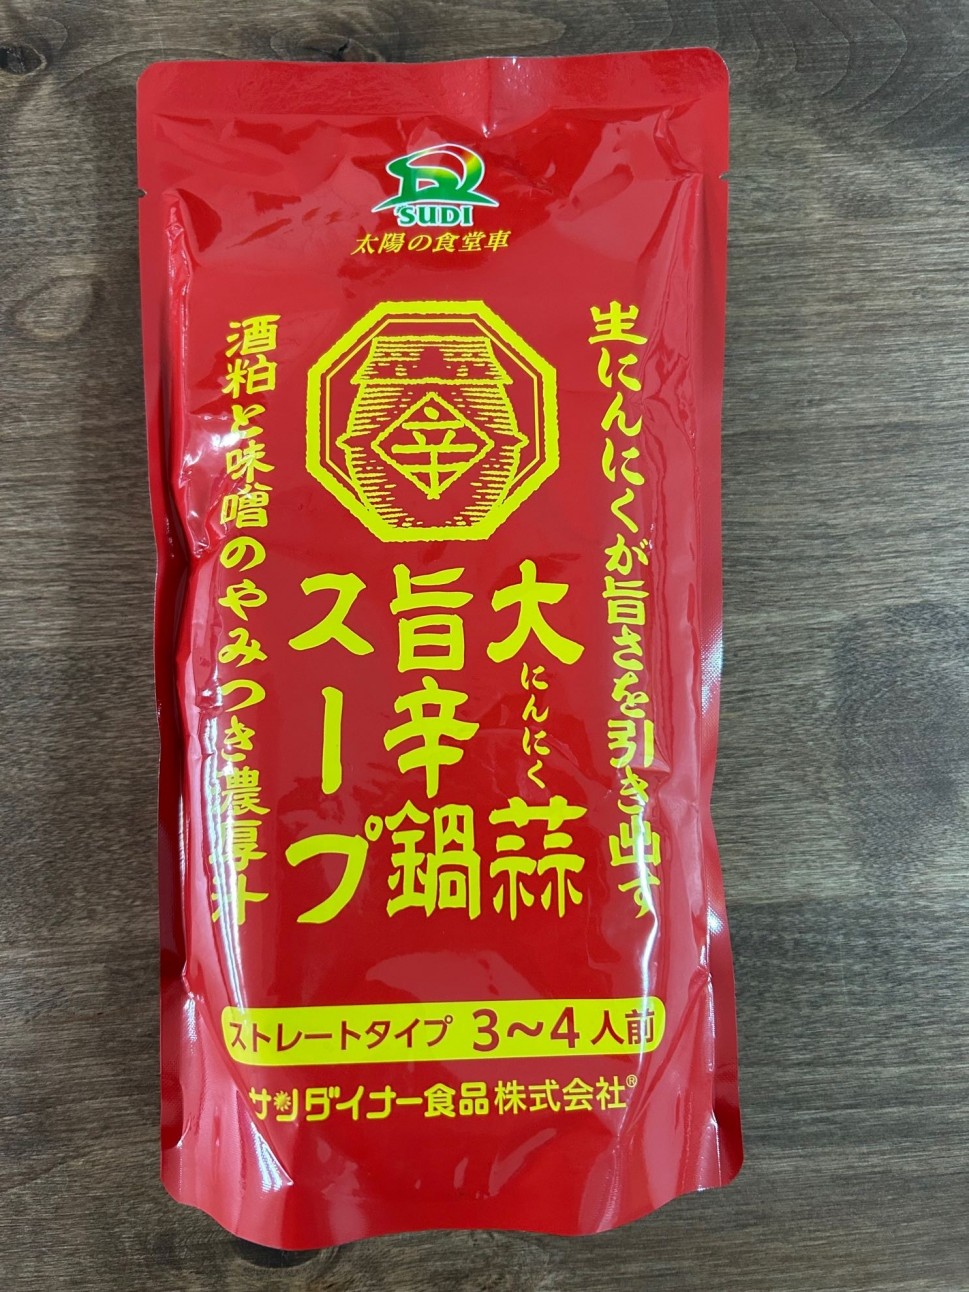 SUDI
太陽の食堂車
生にんにくが旨さを引き出す
辛
大蒜
にんにく
旨辛鍋
スープ
酒粕と味噌のやみつき濃厚汁
ストレートタイプ 3〜4人前
サンダイナー食品株式会社®